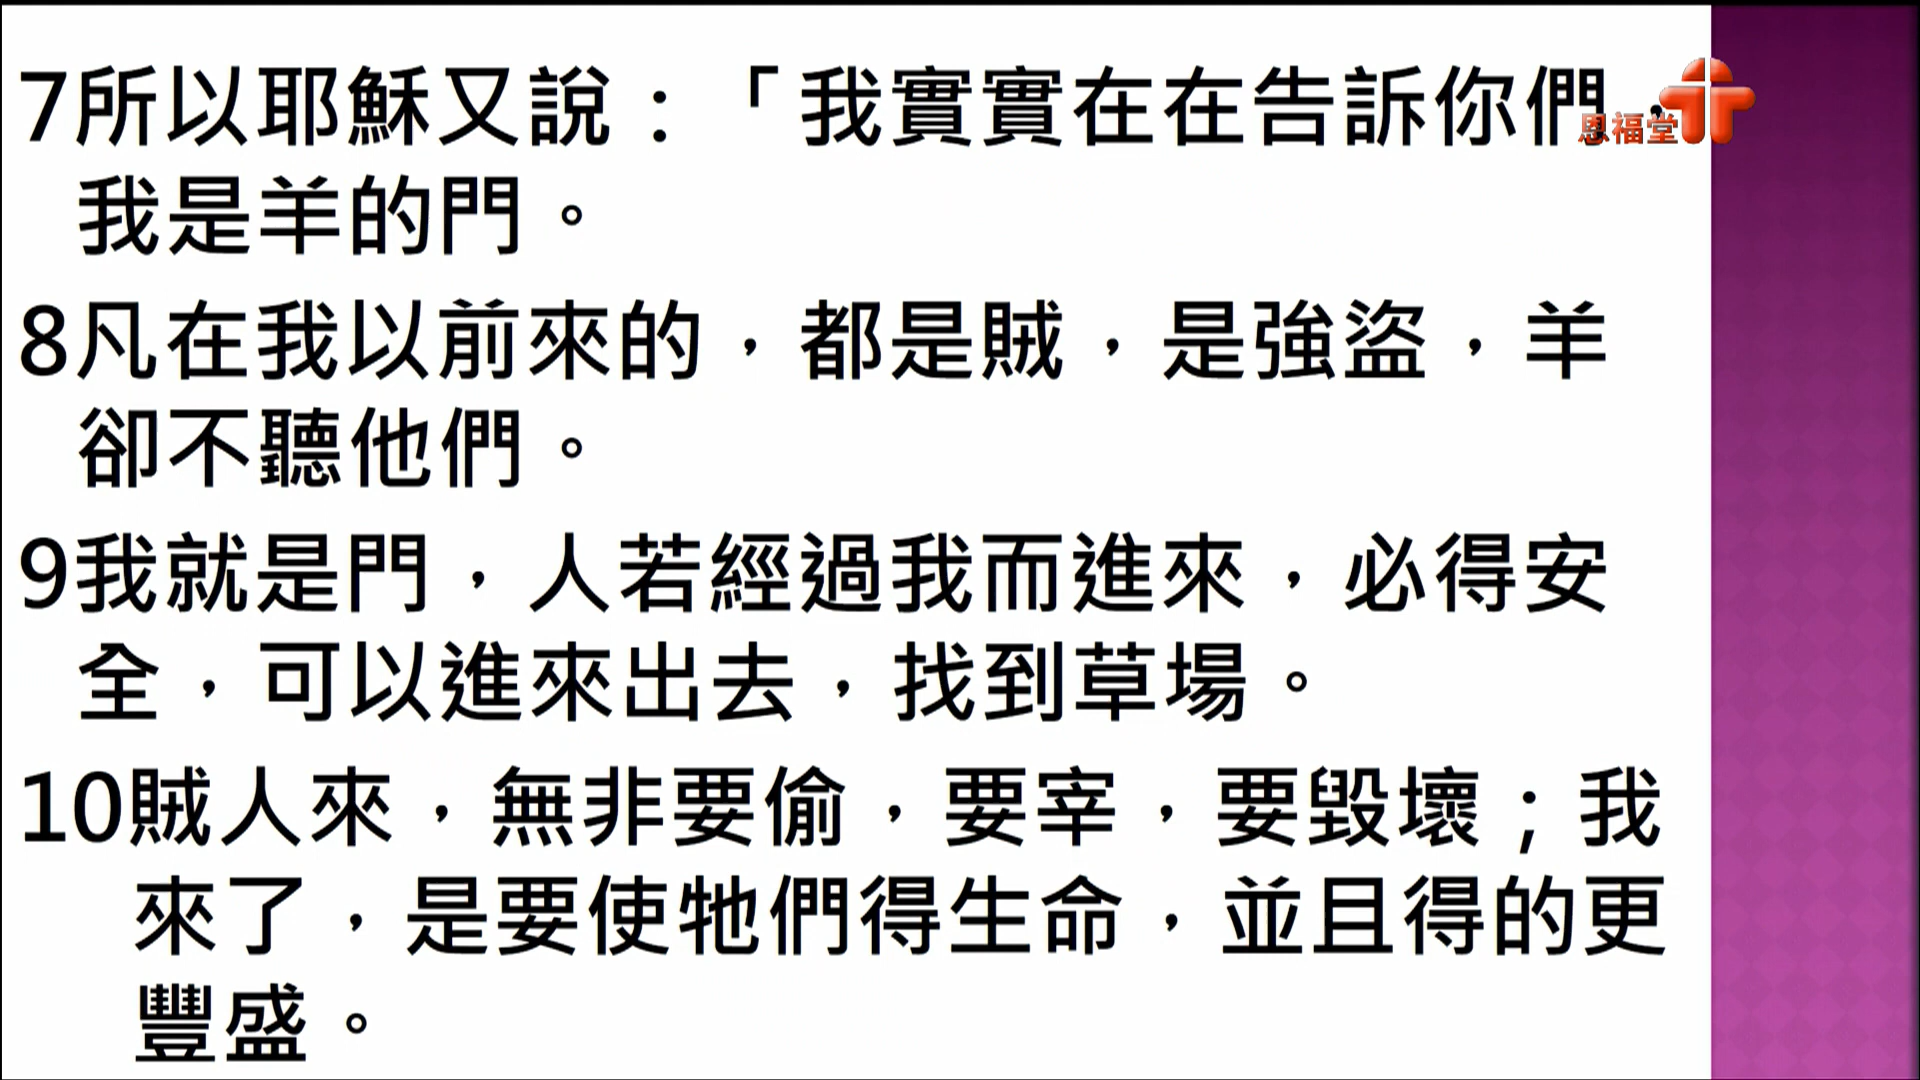 7所以耶穌又說：「我實實在在告訴你們，
恩福堂
我是羊的門。
8凡在我以前來的，都是賊，是強盜，羊
卻不聽他們。
9我就是門，人若經過我而進來，必得安
全，可以進來出去，找到草場。
10賊人來，無非要偷，要宰，要毀壞；我
來了，是要使牠們得生命，並且得的更
豐盛。